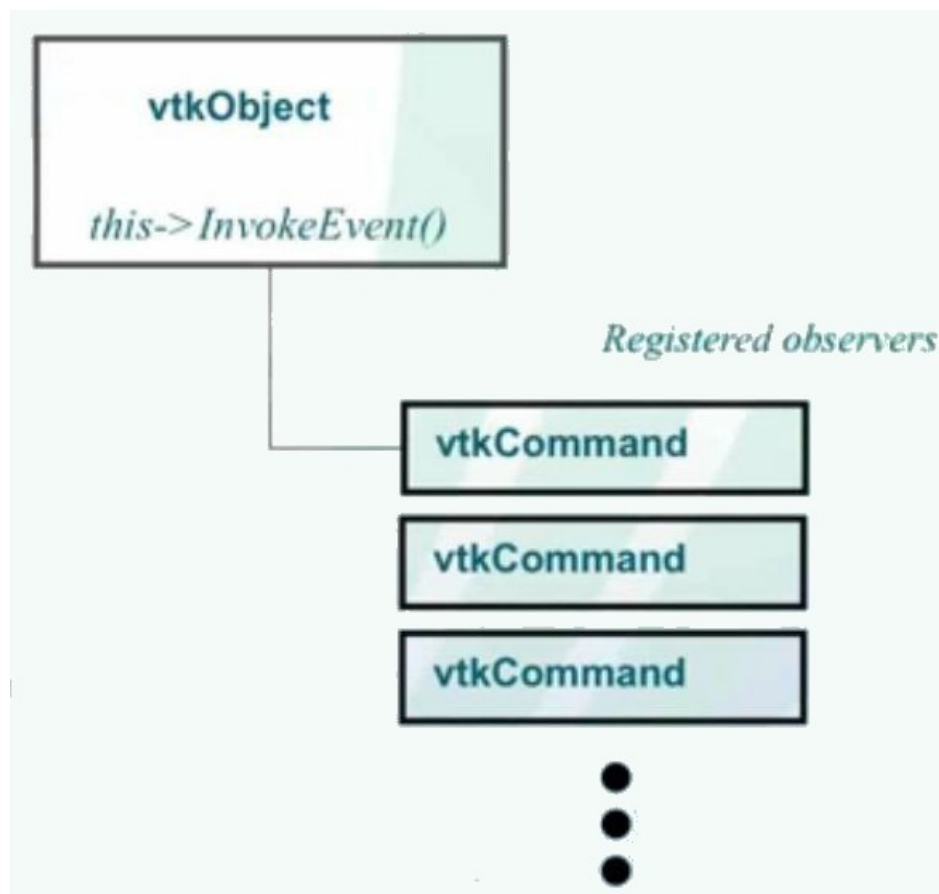 vtkObject
this->InvokeEvent()
Registered observers
vtkCommand
vtkCommand
vtkCommand